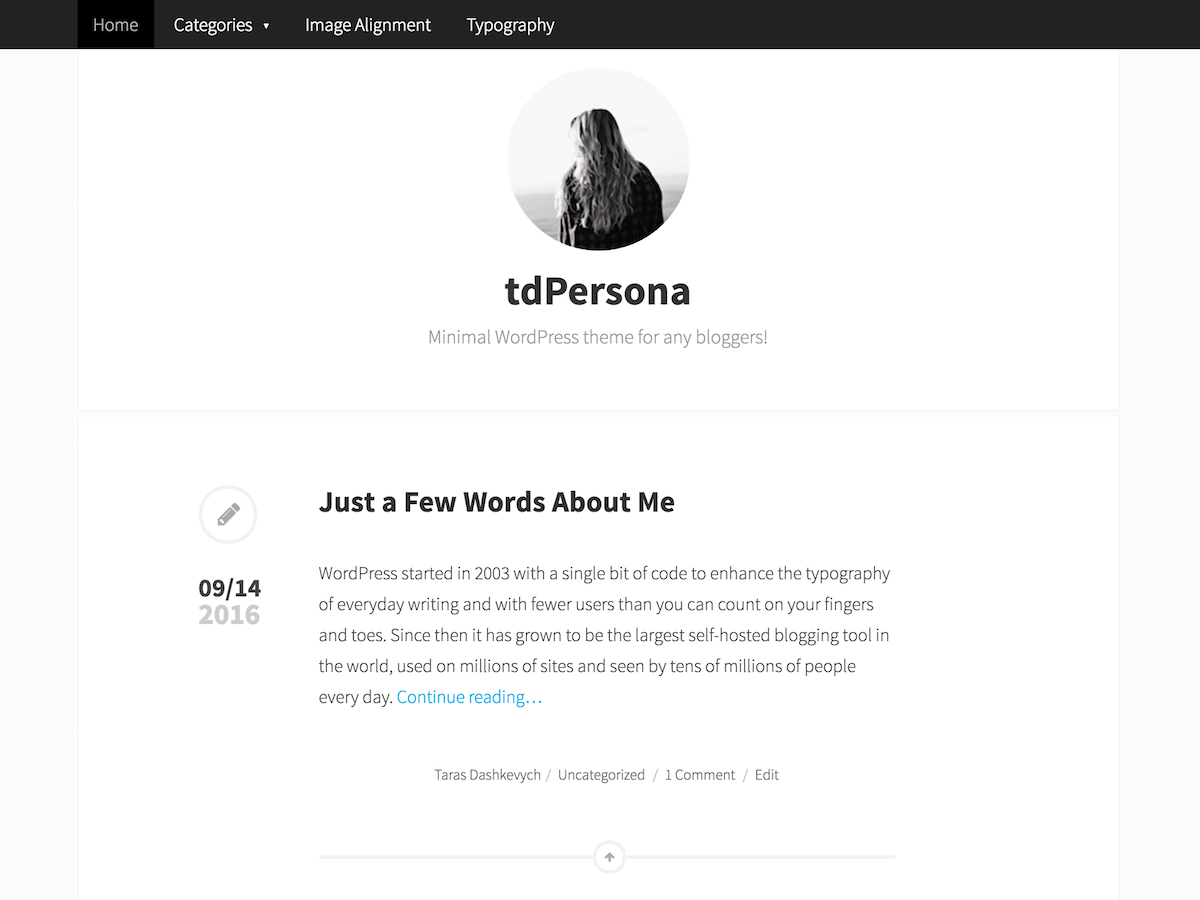 Home Categories ▾ Image Alignment Typography
tdPersona
Minimal WordPress theme for any bloggers!
Just a Few Words About Me
09/14
2016
WordPress started in 2003 with a single bit of code to enhance the typography
of everyday writing and with fewer users than you can count on your fingers
and toes. Since then it has grown to be the largest self-hosted blogging tool in
the world, used on millions of sites and seen by tens of millions of people
every day. Continue reading…
Taras Dashkevych / Uncategorized / 1 Comment / Edit